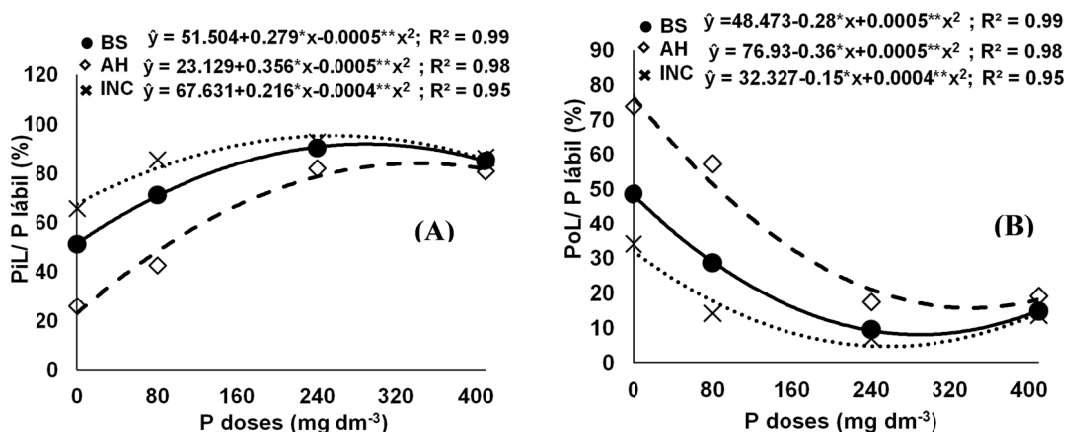 BS ŷ = 51.504+0.279*x-0.0005**x²; R² = 0.99
AH ŷ = 23.129+0.356*x-0.0005**x² ; R² = 0.98
INC ŷ = 67.631+0.216*x-0.0004**x² ; R² = 0.95
120
100
80
60
40
20
0
PiL/ P lábil (%)
(A)
0 80 160 240 320 400
P doses (mg dm⁻³)
BS ŷ =48.473-0.28*x+0.0005**x²; R² = 0.99
AH ŷ = 76.93-0.36*x+0.0005**x² ; R² = 0.98
INC ŷ = 32.327-0.15*x+0.0004**x²; R² = 0.95
90
80
70
60
50
40
30
20
10
0
PoL/ P lábil (%)
(B)
0 80 160 240 320 400
P doses (mg dm⁻³)